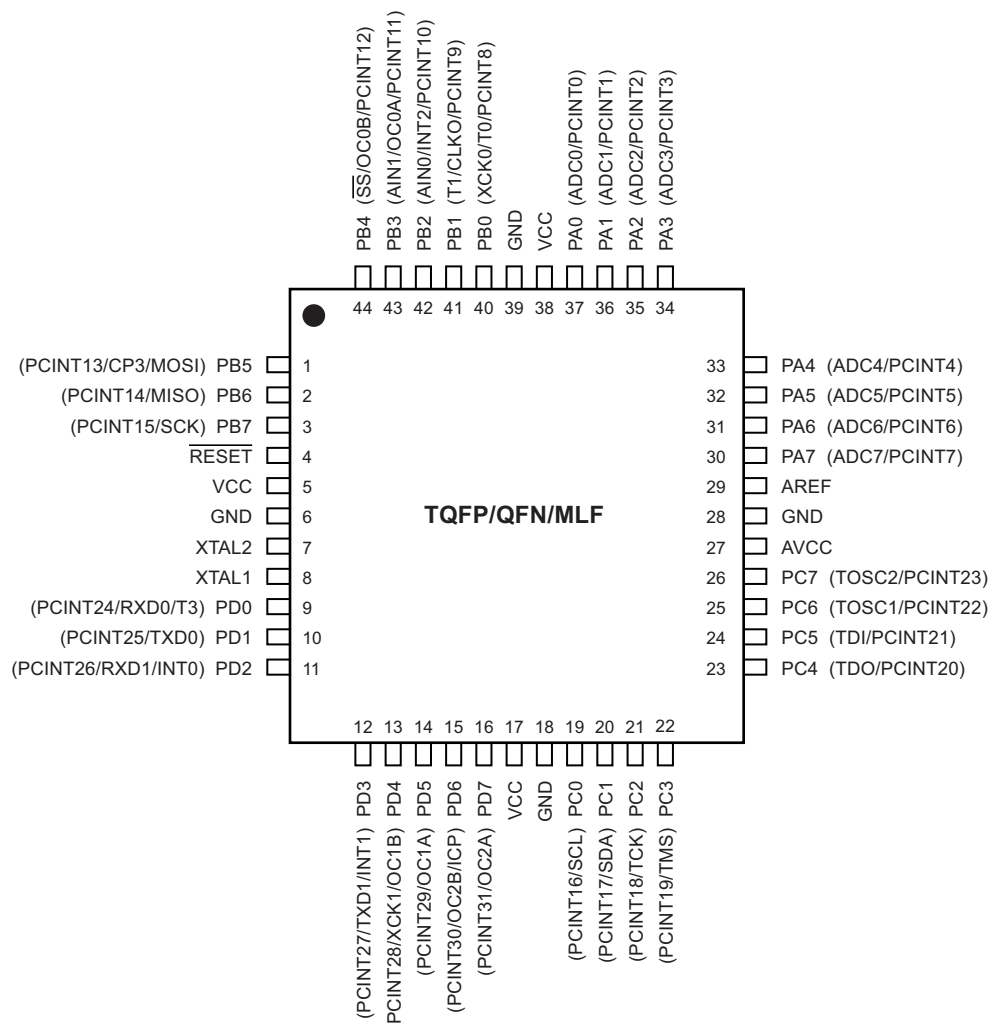 PB4 (SS/OC0B/PCINT12)
PB3 (AIN1/OC0A/PCINT11)
PB2 (AIN0/INT2/PCINT10)
PB1 (T1/CLKO/PCINT9)
PB0 (XCK0/T0/PCINT8)
GND
VCC
PA0 (ADC0/PCINT0)
PA1 (ADC1/PCINT1)
PA2 (ADC2/PCINT2)
PA3 (ADC3/PCINT3)
44 43 42 41 40 39 38 37 36 35 34
(PCINT13/CP3/MOSI) PB5 1
(PCINT14/MISO) PB6 2
(PCINT15/SCK) PB7 3
RESET 4
VCC 5
GND 6
XTAL2 7
XTAL1 8
(PCINT24/RXD0/T3) PD0 9
(PCINT25/TXD0) PD1 10
(PCINT26/RXD1/INT0) PD2 11
TQFP/QFN/MLF
33 PA4 (ADC4/PCINT4)
32 PA5 (ADC5/PCINT5)
31 PA6 (ADC6/PCINT6)
30 PA7 (ADC7/PCINT7)
29 AREF
28 GND
27 AVCC
26 PC7 (TOSC2/PCINT23)
25 PC6 (TOSC1/PCINT22)
24 PC5 (TDI/PCINT21)
23 PC4 (TDO/PCINT20)
12 13 14 15 16 17 18 19 20 21 22
(PCINT27/TXD1/INT1) PD3
PCINT28/XCK1/OC1B) PD4
(PCINT29/OC1A) PD5
(PCINT30/OC2B/ICP) PD6
(PCINT31/OC2A) PD7
VCC
GND
(PCINT16/SCL) PC0
(PCINT17/SDA) PC1
(PCINT18/TCK) PC2
(PCINT19/TMS) PC3